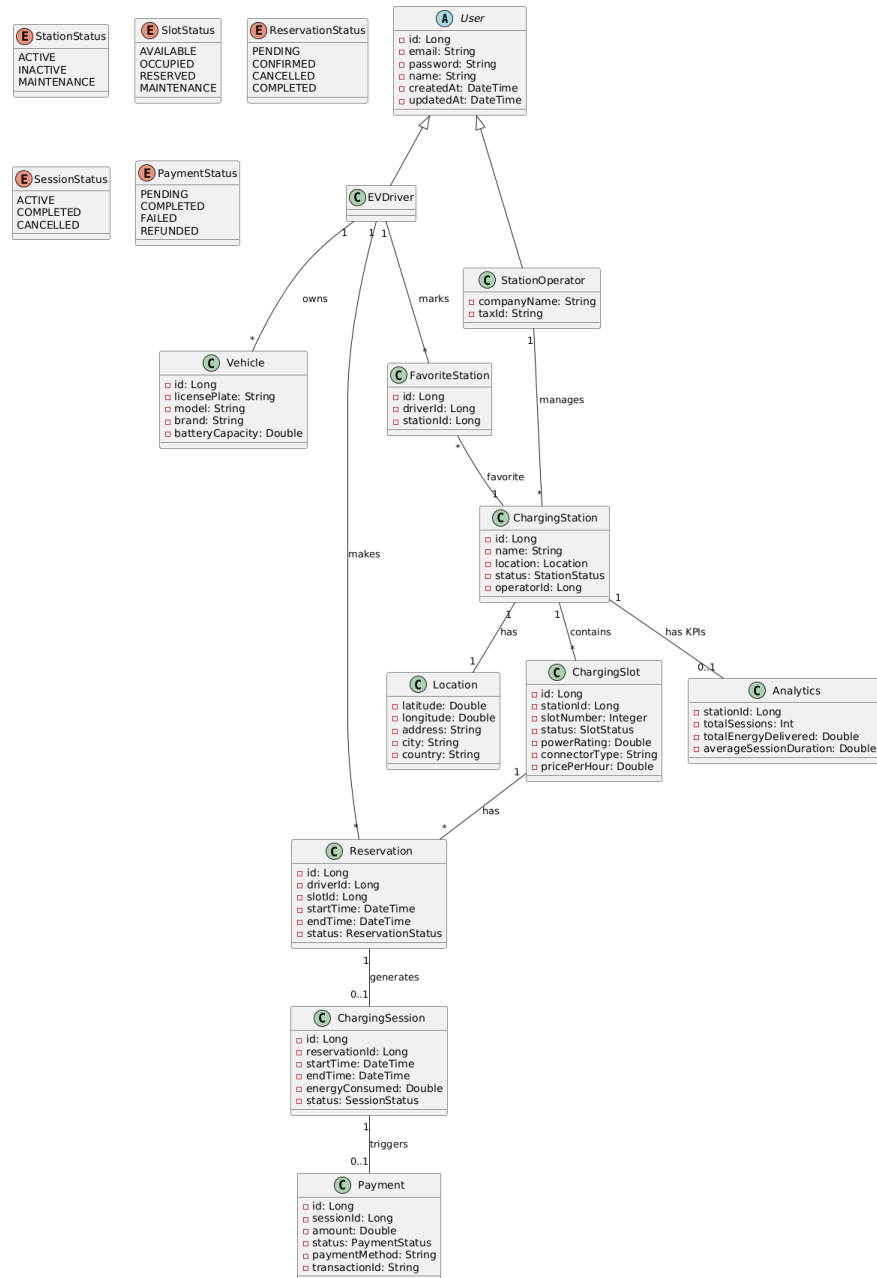 E StationStatus
ACTIVE
INACTIVE
MAINTENANCE
E SlotStatus
AVAILABLE
OCCUPIED
RESERVED
MAINTENANCE
E ReservationStatus
PENDING
CONFIRMED
CANCELLED
COMPLETED
A User
id: Long
email: String
password: String
name: String
createdAt: DateTime
updatedAt: DateTime
E SessionStatus
ACTIVE
COMPLETED
CANCELLED
E PaymentStatus
PENDING
COMPLETED
FAILED
REFUNDED
C EVDriver
1
1
1
owns
marks
*
*
C StationOperator
companyName: String
taxId: String
1
manages
*
C Vehicle
id: Long
licensePlate: String
model: String
brand: String
batteryCapacity: Double
C FavoriteStation
id: Long
driverId: Long
stationId: Long
*
favorite
1
makes
*
C ChargingStation
id: Long
name: String
location: Location
status: StationStatus
operatorId: Long
1
has
1
1
contains
*
1
has KPIs
0..1
C Location
latitude: Double
longitude: Double
address: String
city: String
country: String
C ChargingSlot
id: Long
stationId: Long
slotNumber: Integer
status: SlotStatus
powerRating: Double
connectorType: String
pricePerHour: Double
C Analytics
stationId: Long
totalSessions: Int
totalEnergyDelivered: Double
averageSessionDuration: Double
1
has
*
C Reservation
id: Long
driverId: Long
slotId: Long
startTime: DateTime
endTime: DateTime
status: ReservationStatus
1
generates
0..1
C ChargingSession
id: Long
reservationId: Long
startTime: DateTime
endTime: DateTime
energyConsumed: Double
status: SessionStatus
1
triggers
0..1
C Payment
id: Long
sessionId: Long
amount: Double
status: PaymentStatus
paymentMethod: String
transactionId: String